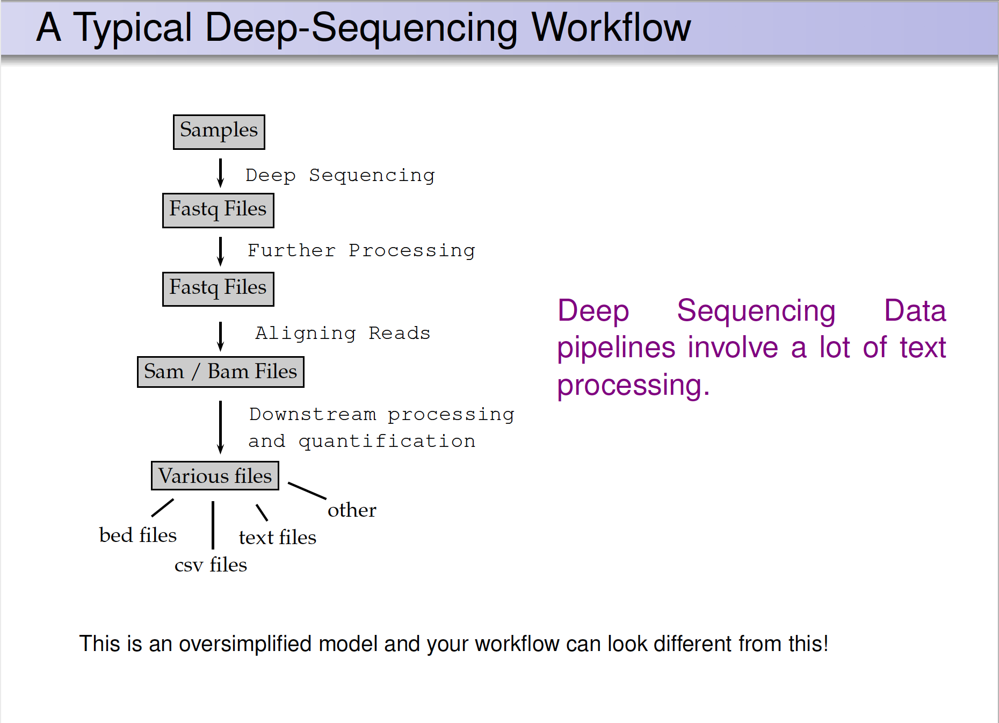 A Typical Deep-Sequencing Workflow
Samples
Deep Sequencing
Fastq Files
Further Processing
Fastq Files
Aligning Reads
Sam / Bam Files
Downstream processing
and quantification
Various files
other
bed files
text files
csv files
Deep Sequencing Data
pipelines involve a lot of text
processing.
This is an oversimplified model and your workflow can look different from this!